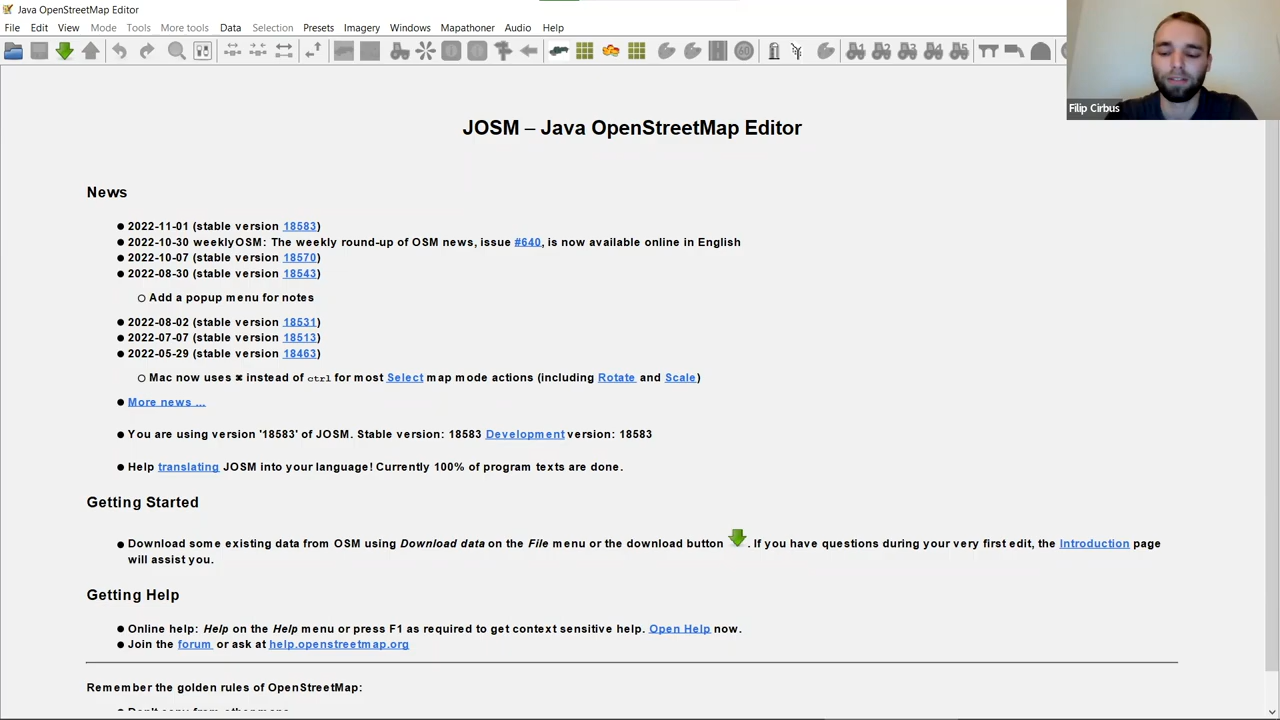 Java OpenStreetMap Editor
File Edit View Mode Tools More tools Data Selection Presets Imagery Windows Mapathoner Audio Help
Filip Cirbus
JOSM – Java OpenStreetMap Editor
News
2022-11-01 (stable version 18583)
2022-10-30 weeklyOSM: The weekly round-up of OSM news, issue #640, is now available online in English
2022-10-07 (stable version 18570)
2022-08-30 (stable version 18543)
Add a popup menu for notes
2022-08-02 (stable version 18531)
2022-07-07 (stable version 18513)
2022-05-29 (stable version 18463)
Mac now uses ⌘ instead of ctrl for most Select map mode actions (including Rotate and Scale)
More news ...
You are using version '18583' of JOSM. Stable version: 18583 Development version: 18583
Help translating JOSM into your language! Currently 100% of program texts are done.
Getting Started
Download some existing data from OSM using Download data on the File menu or the download button . If you have questions during your very first edit, the Introduction page
will assist you.
Getting Help
Online help: Help on the Help menu or press F1 as required to get context sensitive help. Open Help now.
Join the forum or ask at help.openstreetmap.org
Remember the golden rules of OpenStreetMap:
Don't copy from other maps